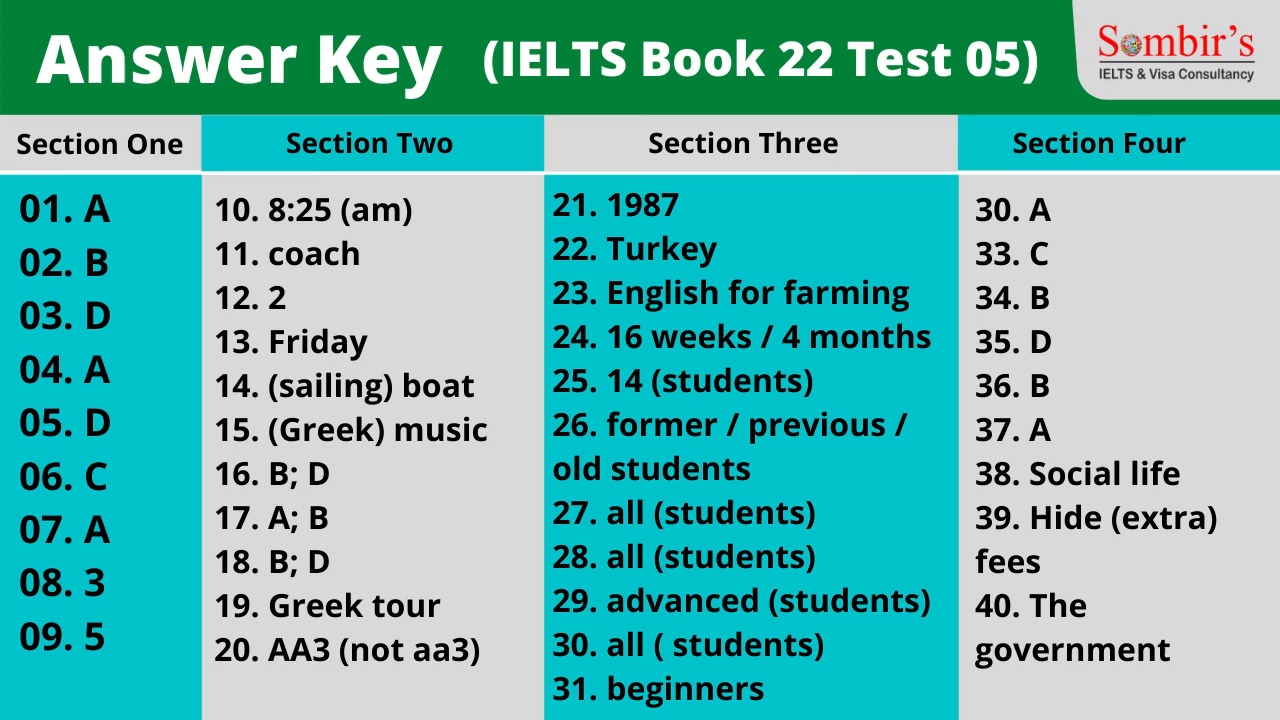 Answer Key (IELTS Book 22 Test 05)
Sombir's
IELTS & Visa Consultancy
Section One
01. A
02. B
03. D
04. A
05. D
06. C
07. A
08. 3
09. 5
Section Two
10. 8:25 (am)
11. coach
12. 2
13. Friday
14. (sailing) boat
15. (Greek) music
16. B; D
17. A; B
18. B; D
19. Greek tour
20. AA3 (not aa3)
Section Three
21. 1987
22. Turkey
23. English for farming
24. 16 weeks / 4 months
25. 14 (students)
26. former / previous /
old students
27. all (students)
28. all (students)
29. advanced (students)
30. all ( students)
31. beginners
Section Four
30. A
33. C
34. B
35. D
36. B
37. A
38. Social life
39. Hide (extra)
fees
40. The
government